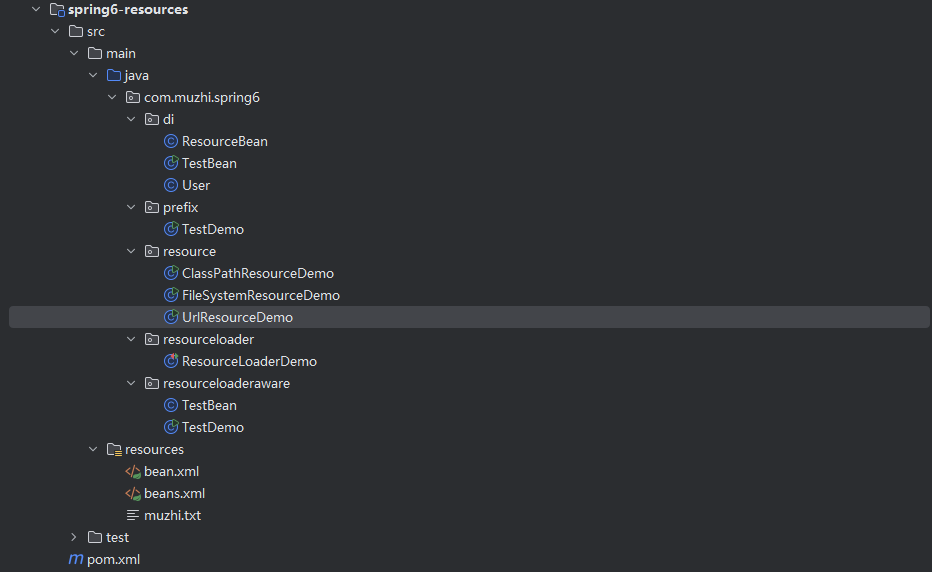 spring6-resources
src
main
java
com.muzhi.spring6
di
ResourceBean
TestBean
User
prefix
TestDemo
resource
ClassPathResourceDemo
FileSystemResourceDemo
UrlResourceDemo
resourceloader
ResourceLoaderDemo
resourceloaderaware
TestBean
TestDemo
resources
bean.xml
beans.xml
muzhi.txt
test
pom.xml